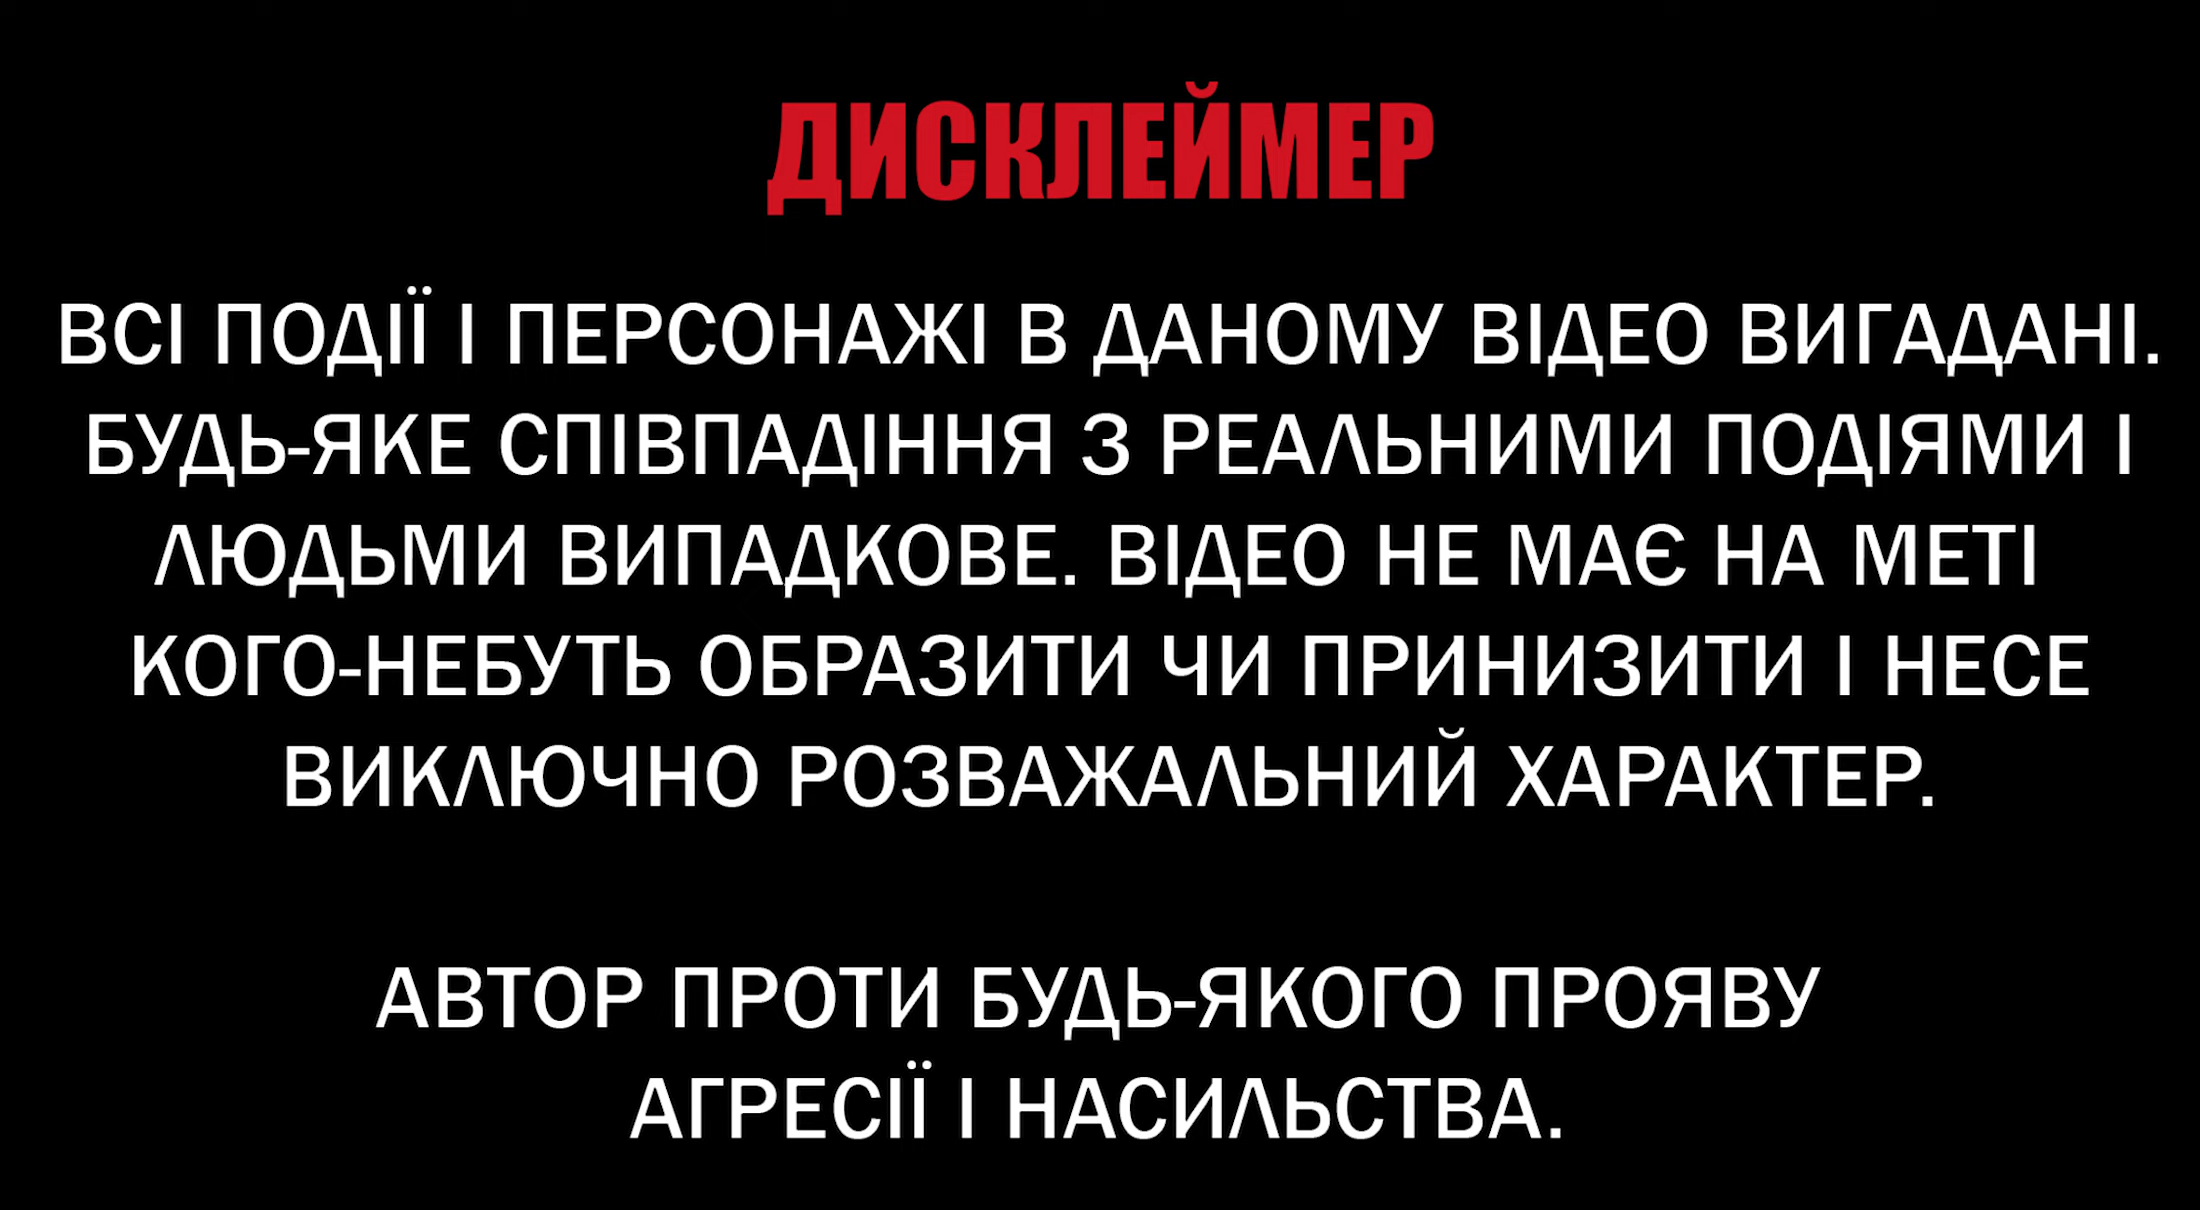 ДИСКЛЕЙМЕР
ВСІ ПОДІЇ І ПЕРСОНАЖІ В ДАНОМУ ВІДЕО ВИГАДАНІ.
БУДЬ-ЯКЕ СПІВПАДІННЯ З РЕАЛЬНИМИ ПОДІЯМИ І
ЛЮДЬМИ ВИПАДКОВЕ. ВІДЕО НЕ МАЄ НА МЕТІ
КОГО-НЕБУТЬ ОБРАЗИТИ ЧИ ПРИНИЗИТИ І НЕСЕ
ВИКЛЮЧНО РОЗВАЖАЛЬНИЙ ХАРАКТЕР.
АВТОР ПРОТИ БУДЬ-ЯКОГО ПРОЯВУ
АГРЕСІЇ І НАСИЛЬСТВА.